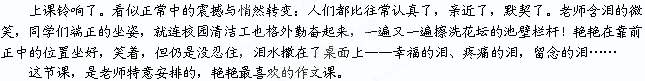 上课铃响了。看似正常中的震撼与悄然转变：人们都比往常认真了，亲近了，默契了。老师含泪的微
笑，同学们端正的坐姿，就连校园清洁工也格外勤奋起来，一遍又一遍擦洗花坛的池壁栏杆！艳艳在靠前
正中的位置坐好，笑着，但仍是没忍住，泪水撒在了桌面上——幸福的泪、疼痛的泪，留念的泪……
这节课，是老师特意安排的，艳艳最喜欢的作文课。